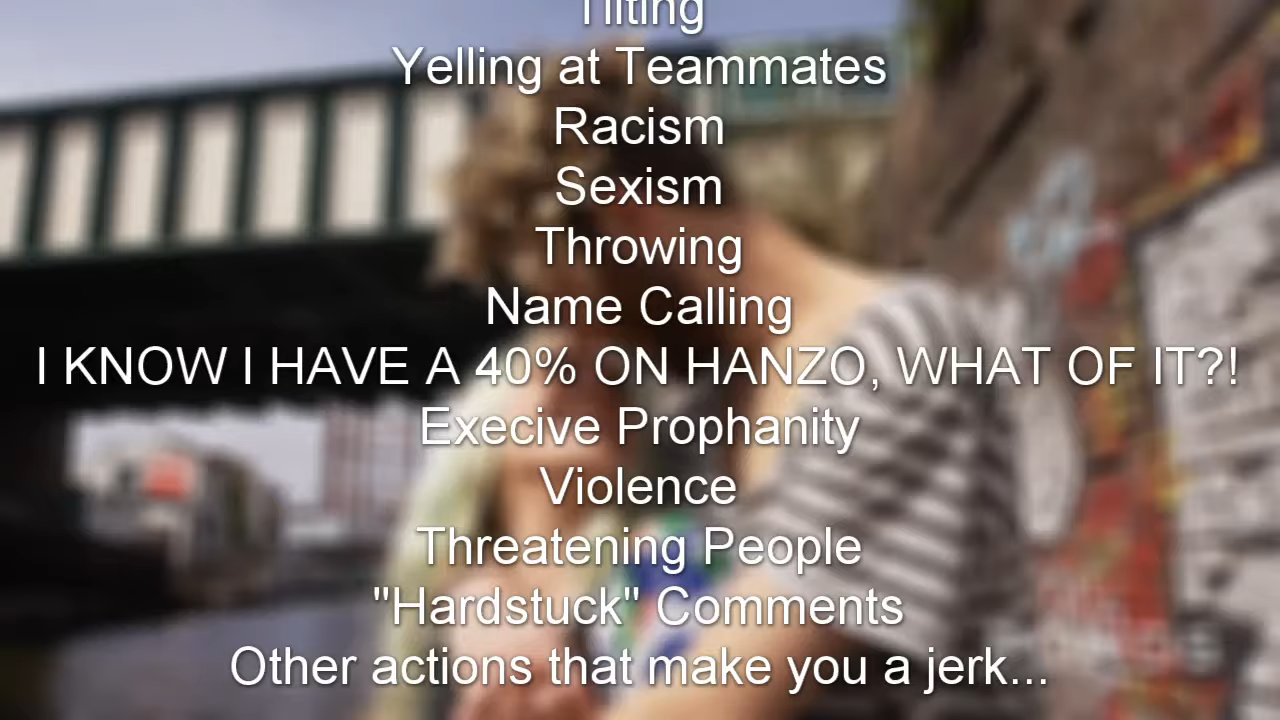 Tilting
Yelling at Teammates
Racism
Sexism
Throwing
Name Calling
I KNOW I HAVE A 40% ON HANZO, WHAT OF IT?!
Execive Prophanity
Violence
Threatening People
"Hardstuck" Comments
Other actions that make you a jerk...